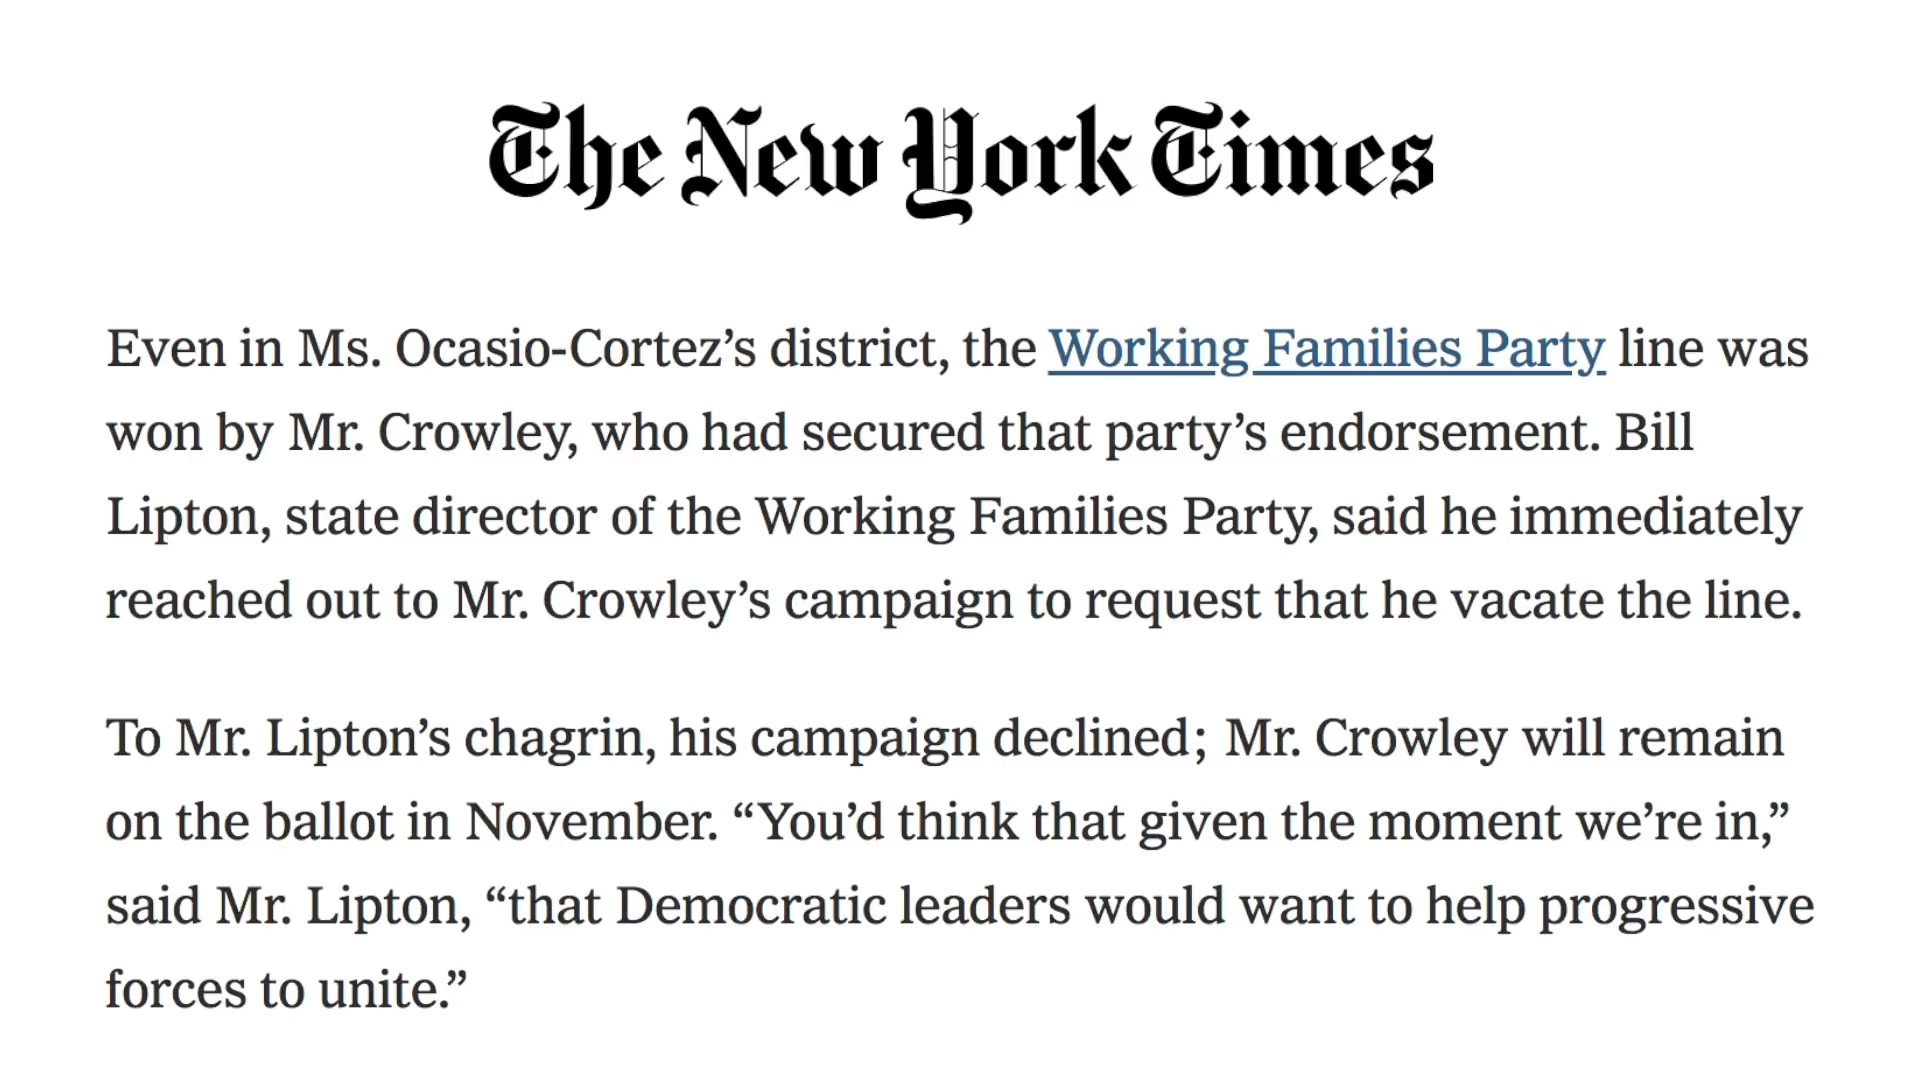 The New York Times
Even in Ms. Ocasio-Cortez’s district, the Working Families Party line was
won by Mr. Crowley, who had secured that party’s endorsement. Bill
Lipton, state director of the Working Families Party, said he immediately
reached out to Mr. Crowley’s campaign to request that he vacate the line.
To Mr. Lipton’s chagrin, his campaign declined; Mr. Crowley will remain
on the ballot in November. “You’d think that given the moment we’re in,”
said Mr. Lipton, “that Democratic leaders would want to help progressive
forces to unite.”